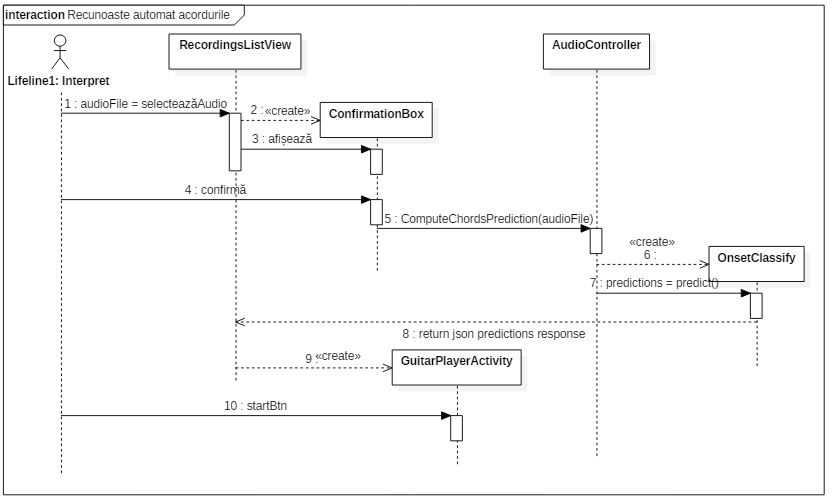 interaction Recunoaste automat acordurile
RecordingsListView
AudioController
Lifeline1: Interpret
1 : audioFile = selecteazăAudio
2 : «create»
ConfirmationBox
3 : afișează
4 : confirmă
5 : ComputeChordsPrediction(audioFile)
«create»
6 :
OnsetClassify
7 : predictions = predict()
8 : return json predictions response
9 : «create»
GuitarPlayerActivity
10 : startBtn